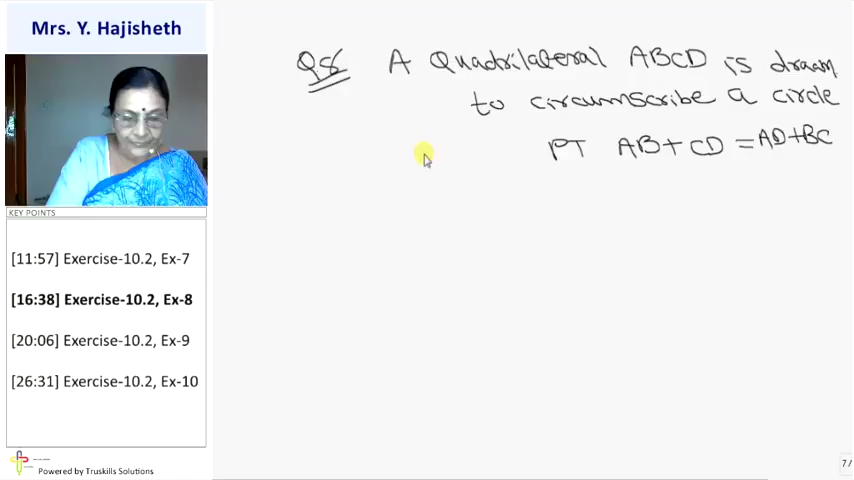 Mrs. Y. Hajisheth
KEY POINTS
[11:57] Exercise-10.2, Ex-7
[16:38] Exercise-10.2, Ex-8
[20:06] Exercise-10.2, Ex-9
[26:31] Exercise-10.2, Ex-10
Powered by Truskills Solutions
Q8 A Quadrilateral ABCD is drawn
to circumscribe a circle
PT AB + CD = AD + BC
7/